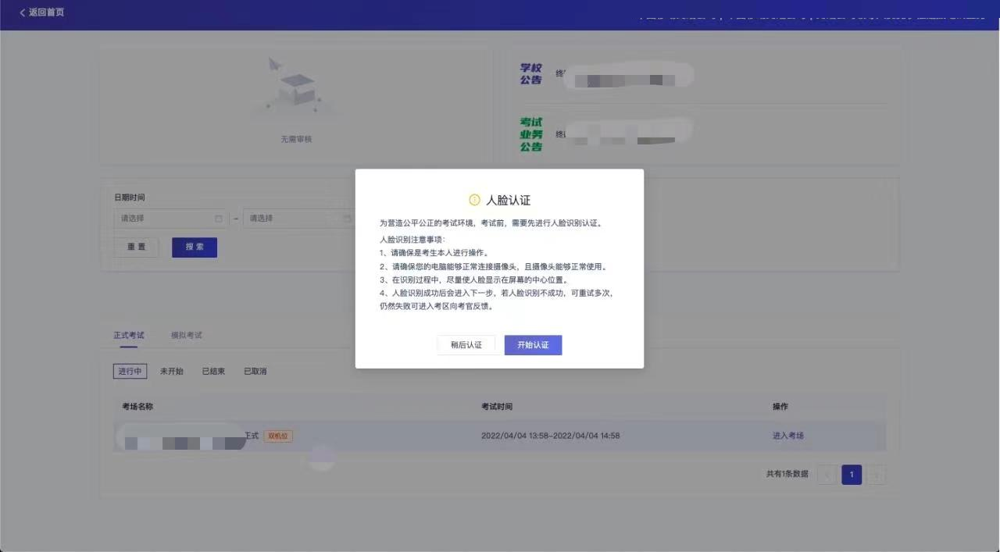 返回首页
无需审核
学校
公告
终
考试
业务
公告
终
日期时间
请选择 - 请选择
重置 搜索
人脸认证
为营造公平公正的考试环境，考试前，需要先进行人脸识别认证。
人脸识别注意事项：
1、请确保是考生本人进行操作。
2、请确保您的电脑能够正常连接摄像头，且摄像头能够正常使用。
3、在识别过程中，尽量使人脸显示在屏幕的中心位置。
4、人脸识别成功后会进入下一步，若人脸识别不成功，可重试多次，
仍然失败可进入考区向考官反馈。
稍后认证 开始认证
正式考试 模拟考试
进行中 未开始 已结束 已取消
考场名称 考试时间 操作
正式 双机位 2022/04/04 13:58-2022/04/04 14:58 进入考场
共有1条数据 1